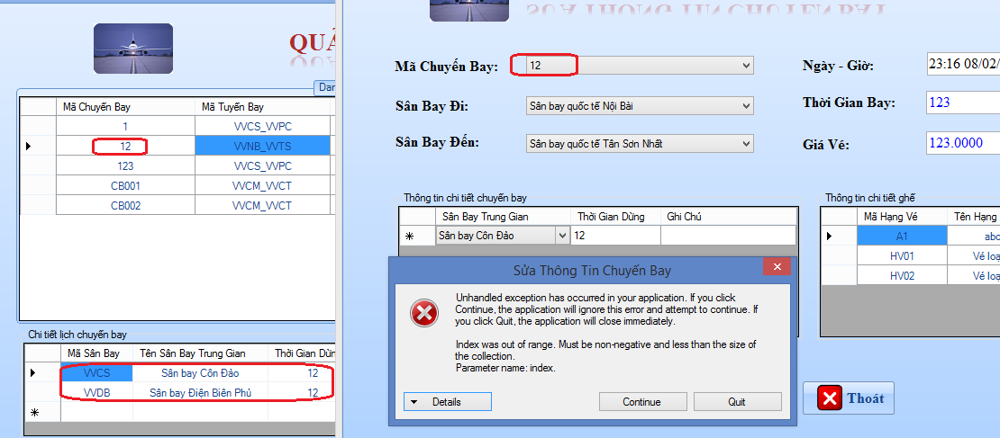 QUẢ
Dar
Mã Chuyến Bay Mã Tuyến Bay
1 VVCS_VVPC
12 VVNB_VVTS
123 VVCS_VVPC
CB001 VVCM_VVCT
CB002 VVCM_VVCT
Chi tiết lịch chuyến bay
Mã Sân Bay Tên Sân Bay Trung Gian Thời Gian Dừn
VVCS Sân bay Côn Đảo 12
VVDB Sân bay Điện Biên Phủ 12
SỬA THÔNG TIN CHUYẾN BAY
Mã Chuyến Bay: 12 Ngày - Giờ: 23:16 08/02/
Sân Bay Đi: Sân bay quốc tế Nội Bài Thời Gian Bay: 123
Sân Bay Đến: Sân bay quốc tế Tân Sơn Nhất Giá Vé: 123.0000
Thông tin chi tiết chuyến bay
Sân Bay Trung Gian Thời Gian Dừng Ghi Chú
Sân bay Côn Đảo 12
Thông tin chi tiết ghế
Mã Hạng Vé Tên Hạng
A1 abc
HV01 Vé loạ
HV02 Vé loạ
Sửa Thông Tin Chuyến Bay
Unhandled exception has occurred in your application. If you click
Continue, the application will ignore this error and attempt to continue. If
you click Quit, the application will close immediately.
Index was out of range. Must be non-negative and less than the size of
the collection.
Parameter name: index.
Details Continue Quit
Thoát